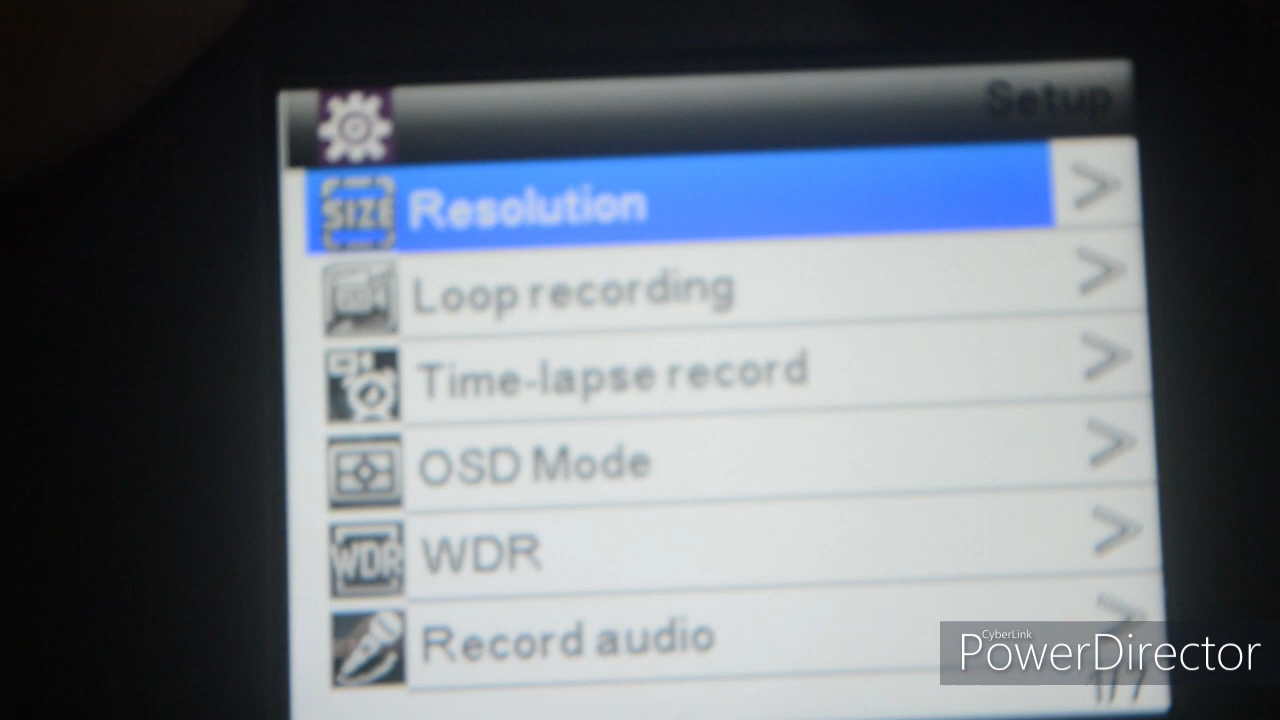 Setup
SIZE Resolution
Loop recording
Time-lapse record
OSD Mode
WDR WDR
Record audio
CyberLink
PowerDirector